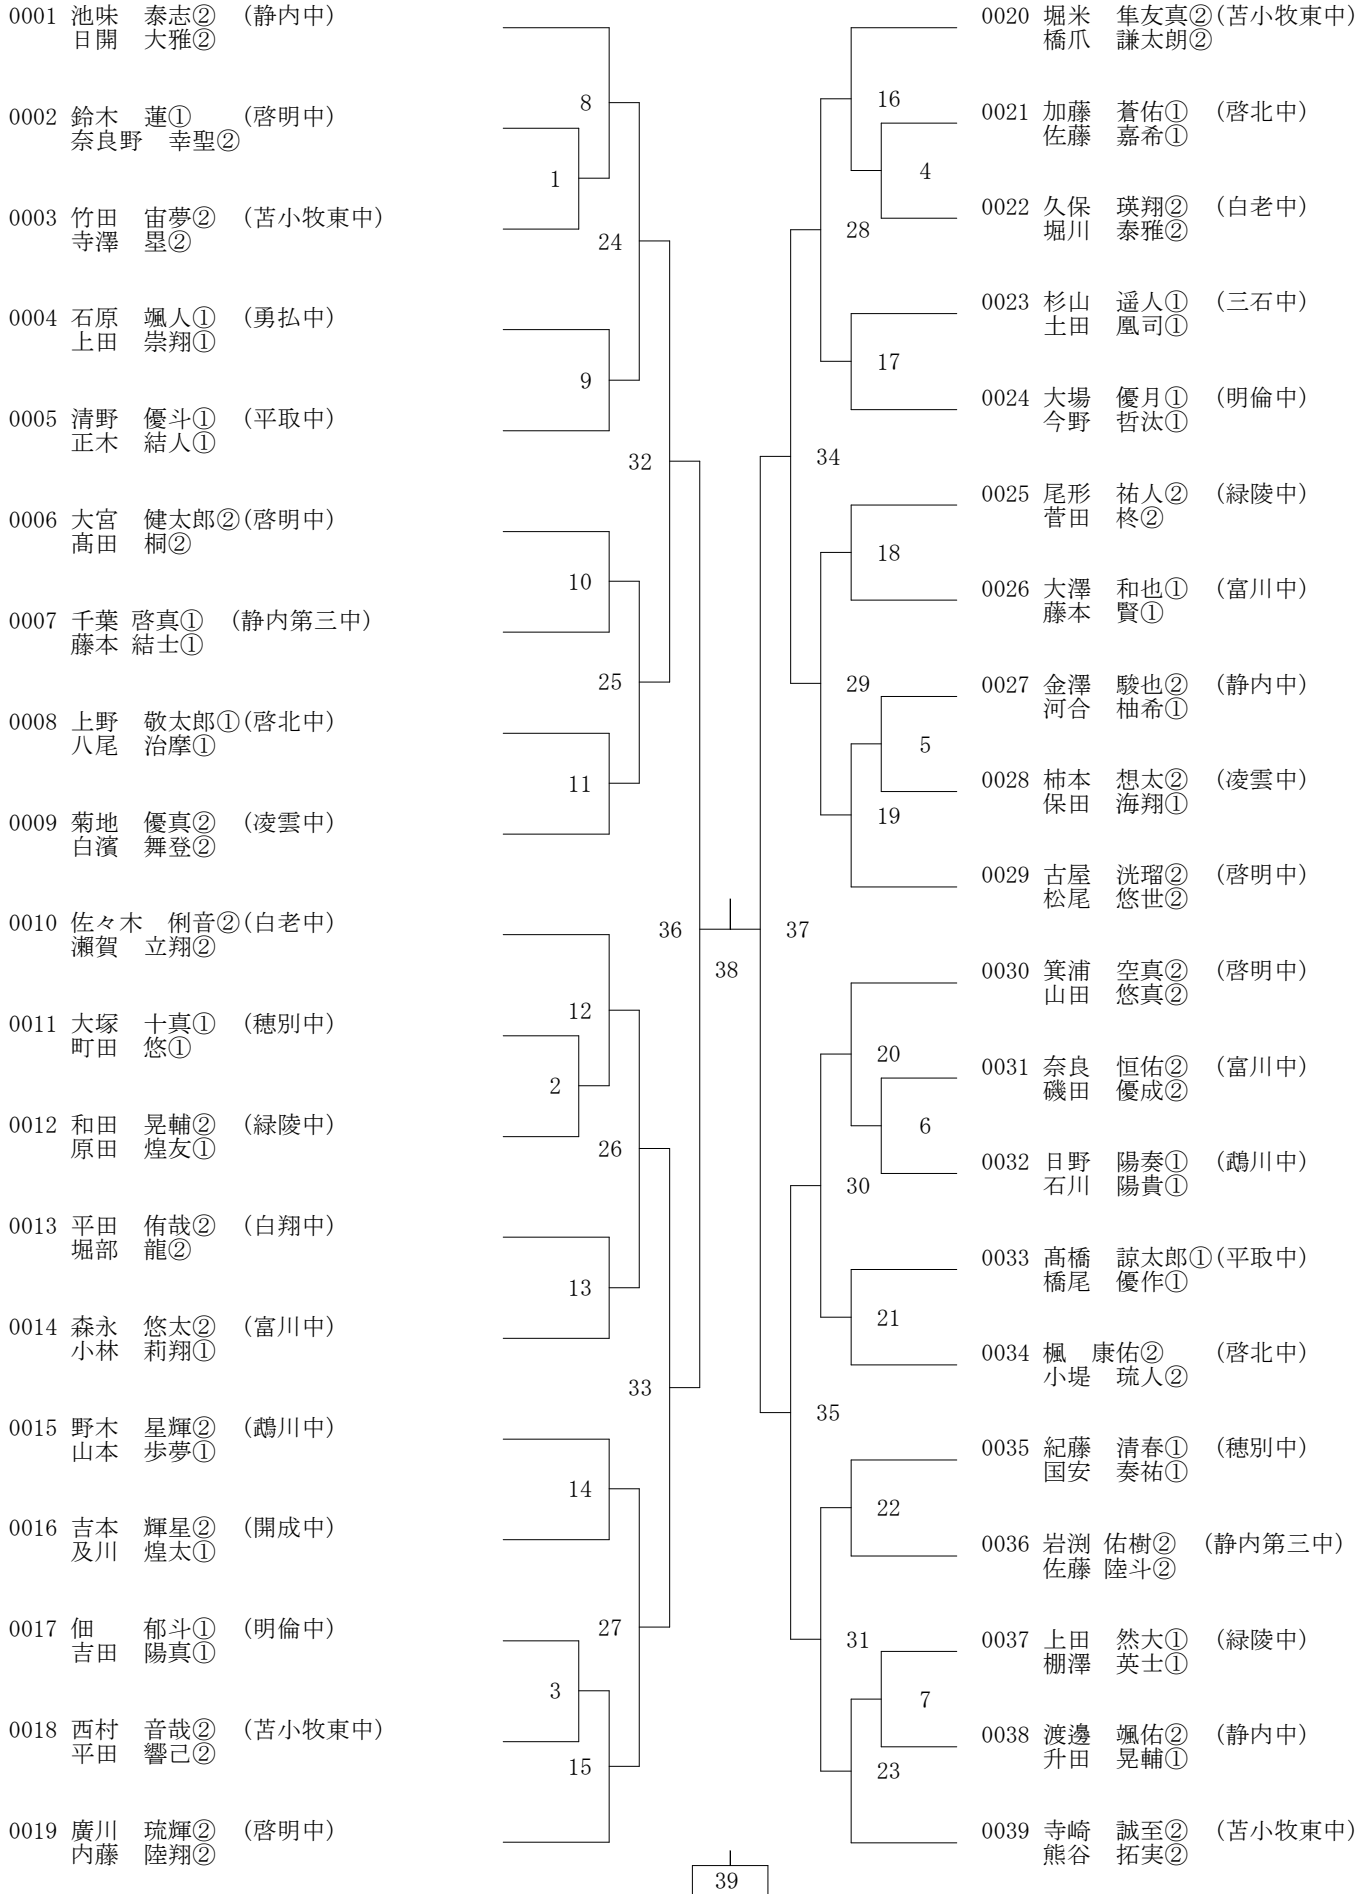 0001 池味　泰志② （静内中）
日開　大雅②
8
0002 鈴木　蓮① （啓明中）
奈良野　幸聖②
1
0003 竹田　宙夢② （苫小牧東中）
寺澤　塁②
24
0004 石原　颯人① （勇払中）
上田　崇翔①
9
0005 清野　優斗① （平取中）
正木　結人①
32
0006 大宮　健太郎②(啓明中）
髙田　桐②
10
0007 千葉 啓真① （静内第三中）
藤本 結士①
25
0008 上野　敬太郎①(啓北中）
八尾　治摩①
11
0009 菊地　優真② （凌雲中）
白濱　舞登②
36
0010 佐々木　俐音②(白老中）
瀬賀　立翔②
12
0011 大塚　十真① （穂別中）
町田　悠①
2
0012 和田　晃輔② （緑陵中）
原田　煌友①
26
0013 平田　侑哉② （白翔中）
堀部　龍②
13
0014 森永　悠太② （富川中）
小林　莉翔①
33
0015 野木　星輝② （鵡川中）
山本　歩夢①
14
0016 吉本　輝星② （開成中）
及川　煌太①
27
0017 佃　　郁斗① （明倫中）
吉田　陽真①
3
0018 西村　音哉② （苫小牧東中）
平田　響己②
15
0019 廣川　琉輝② （啓明中）
内藤　陸翔②
38
39
0020 堀米　隼友真②(苫小牧東中）
橋爪　謙太朗②
16
0021 加藤　蒼佑① （啓北中）
佐藤　嘉希①
4
0022 久保　瑛翔② （白老中）
堀川　泰雅②
28
0023 杉山　遥人① （三石中）
土田　凰司①
17
0024 大場　優月① （明倫中）
今野　哲汰①
34
0025 尾形　祐人② （緑陵中）
菅田　柊②
18
0026 大澤　和也① （富川中）
藤本　賢①
29
0027 金澤　駿也② （静内中）
河合　柚希①
5
0028 柿本　想太② （凌雲中）
保田　海翔①
19
0029 古屋　洸瑠② （啓明中）
松尾　悠世②
37
0030 箕浦　空真② （啓明中）
山田　悠真②
20
0031 奈良　恒佑② （富川中）
磯田　優成②
6
0032 日野　陽奏① （鵡川中）
石川　陽貴①
30
0033 髙橋　諒太郎①(平取中）
橋尾　優作①
21
0034 楓　康佑② （啓北中）
小堤　琉人②
35
0035 紀藤　清春① （穂別中）
国安　奏祐①
22
0036 岩渕 佑樹② （静内第三中）
佐藤 陸斗②
31
0037 上田　然大① （緑陵中）
棚澤　英士①
7
0038 渡邊　颯佑② （静内中）
升田　晃輔①
23
0039 寺崎　誠至② （苫小牧東中）
熊谷　拓実②